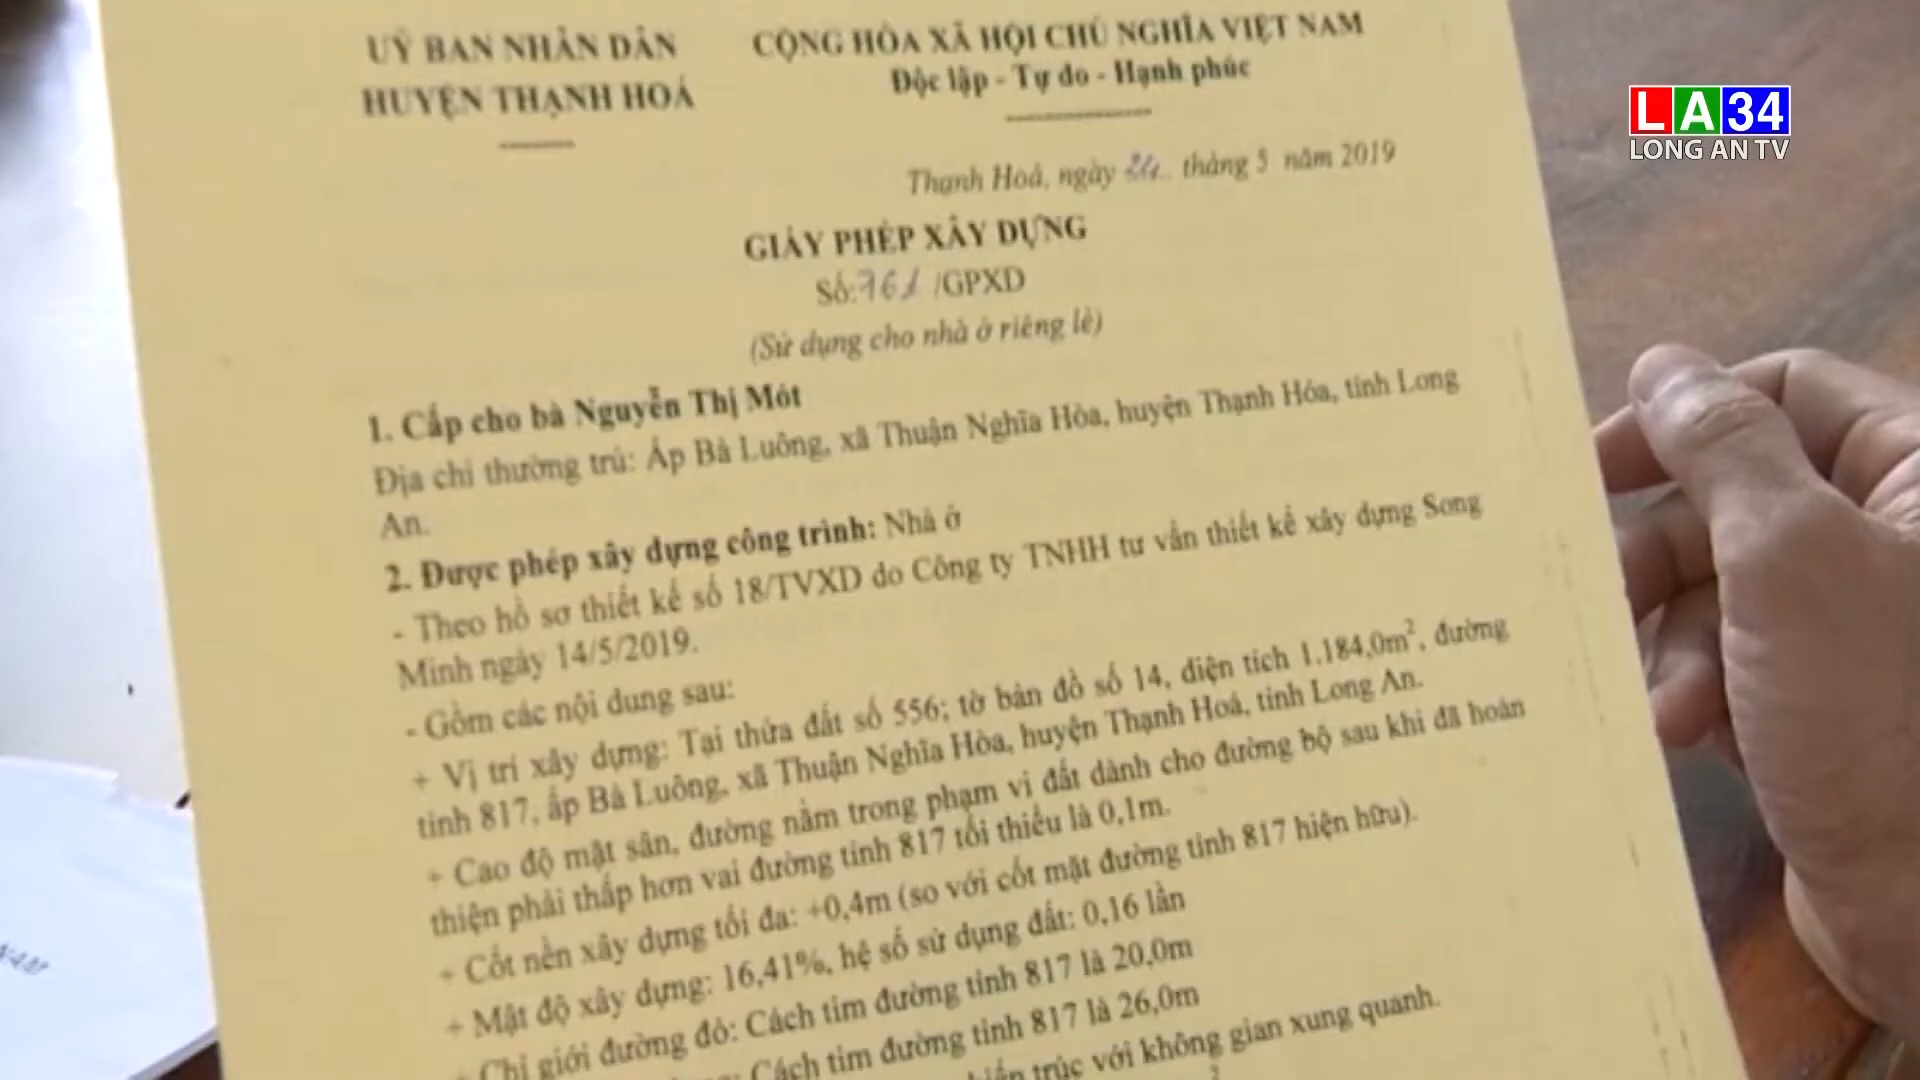 UỶ BAN NHÂN DÂN
HUYỆN THẠNH HOÁ
CỘNG HÒA XÃ HỘI CHỦ NGHĨA VIỆT NAM
Độc lập - Tự do - Hạnh phúc
LA34
LONG AN TV
Thạnh Hoá, ngày 24.. tháng 5 năm 2019
GIẤY PHÉP XÂY DỰNG
Số:761 /GPXD
(Sử dụng cho nhà ở riêng lẻ)
1. Cấp cho bà Nguyễn Thị Mót
Địa chỉ thường trú: Ấp Bà Luông, xã Thuận Nghĩa Hòa, huyện Thạnh Hóa, tỉnh Long
An.
2. Được phép xây dựng công trình: Nhà ở
- Theo hồ sơ thiết kế số 18/TVXD do Công ty TNHH tư vấn thiết kế xây dựng Song
Minh ngày 14/5/2019.
- Gồm các nội dung sau:
+ Vị trí xây dựng: Tại thửa đất số 556; tờ bản đồ số 14, diện tích 1.184,0m², đường
tỉnh 817, ấp Bà Luông, xã Thuận Nghĩa Hòa, huyện Thạnh Hoá, tỉnh Long An.
+ Cao độ mặt sân, đường nằm trong phạm vi đất dành cho đường bộ sau khi đã hoàn
thiện phải thấp hơn vai đường tỉnh 817 tối thiểu là 0,1m.
+ Cốt nền xây dựng tối đa: +0,4m (so với cốt mặt đường tỉnh 817 hiện hữu).
+ Mật độ xây dựng: 16,41%, hệ số sử dụng đất: 0,16 lần
+ Chỉ giới đường đỏ: Cách tim đường tỉnh 817 là 20,0m
Cách tim đường tỉnh 817 là 26,0m
trúc với không gian xung quanh.